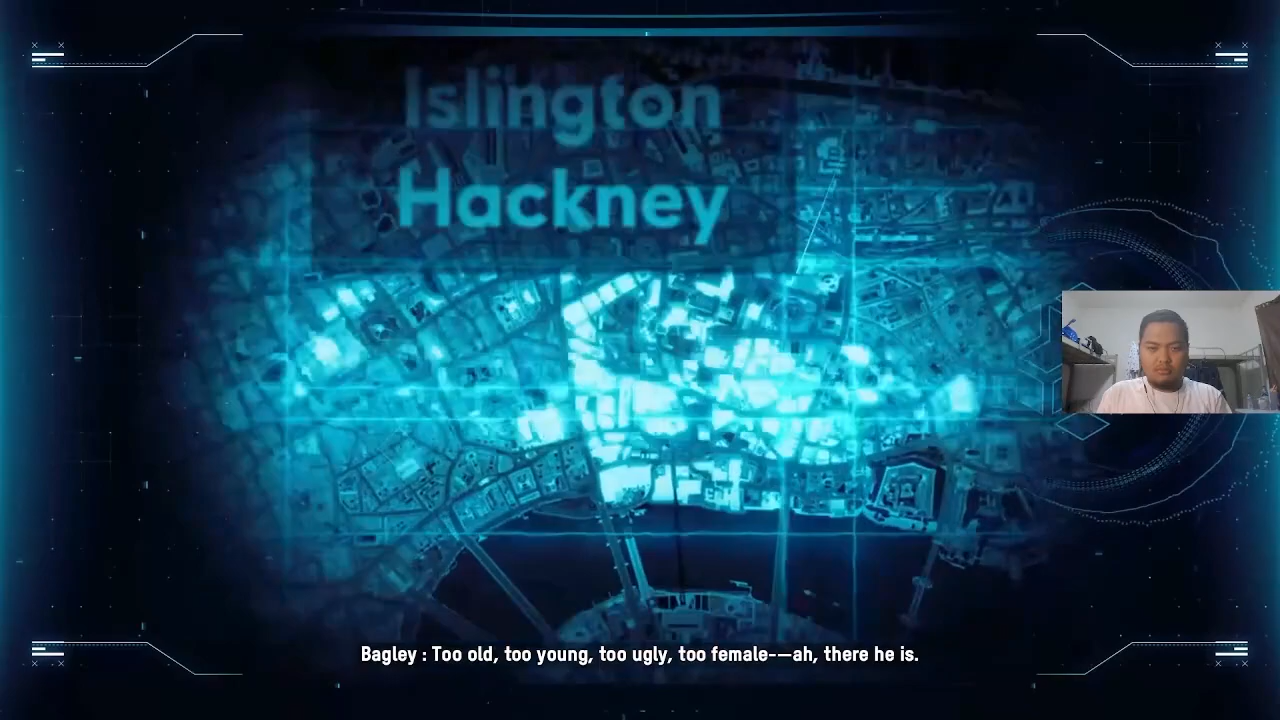 Islington
Hackney
Bagley : Too old, too young, too ugly, too female-—ah, there he is.